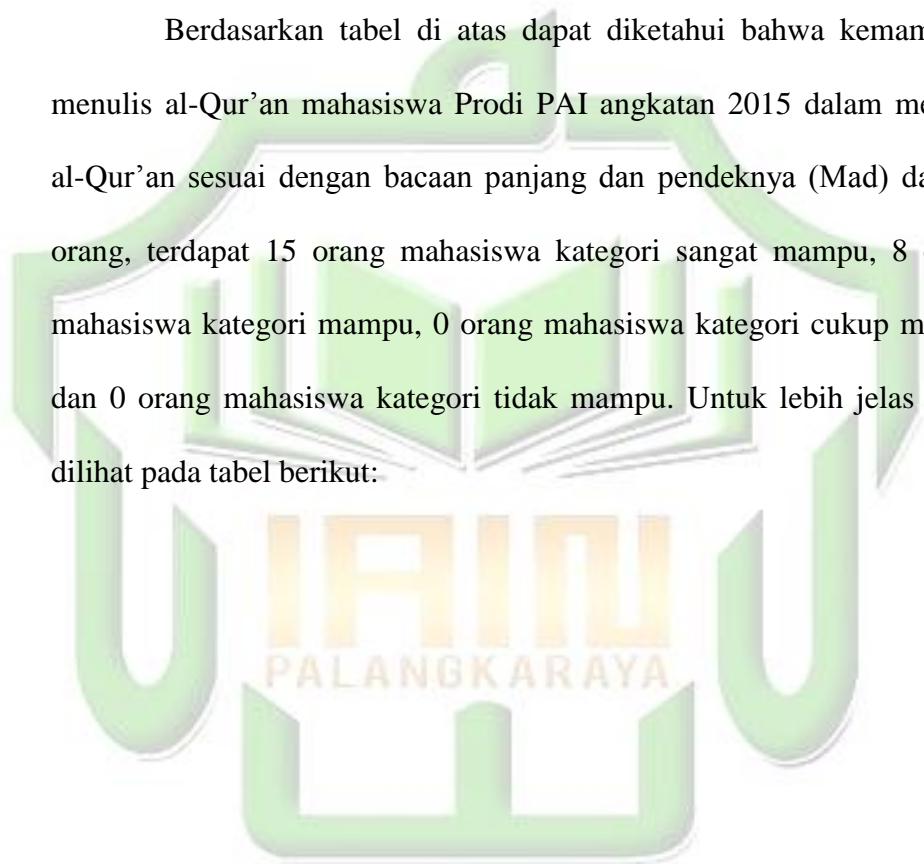 Berdasarkan tabel di atas dapat diketahui bahwa
menulis al-Qur'an mahasiswa Prodi PAI angkatan 2015 dalam
al-Qur'an sesuai dengan bacaan panjang dan pendeknya (Mad)
orang, terdapat 15 orang mahasiswa kategori sangat mampu, 8
mahasiswa kategori mampu, 0 orang mahasiswa kategori cukup
dan 0 orang mahasiswa kategori tidak mampu. Untuk lebih jelas
dilihat pada tabel berikut:
IAIN
PALANGKARAYA